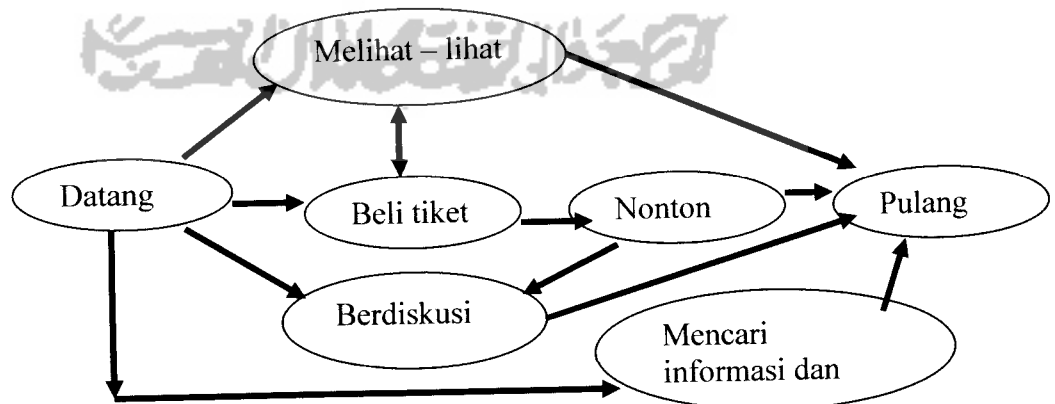 Melihat – lihat
Datang
Beli tiket
Nonton
Pulang
Berdiskusi
Mencari
informasi dan